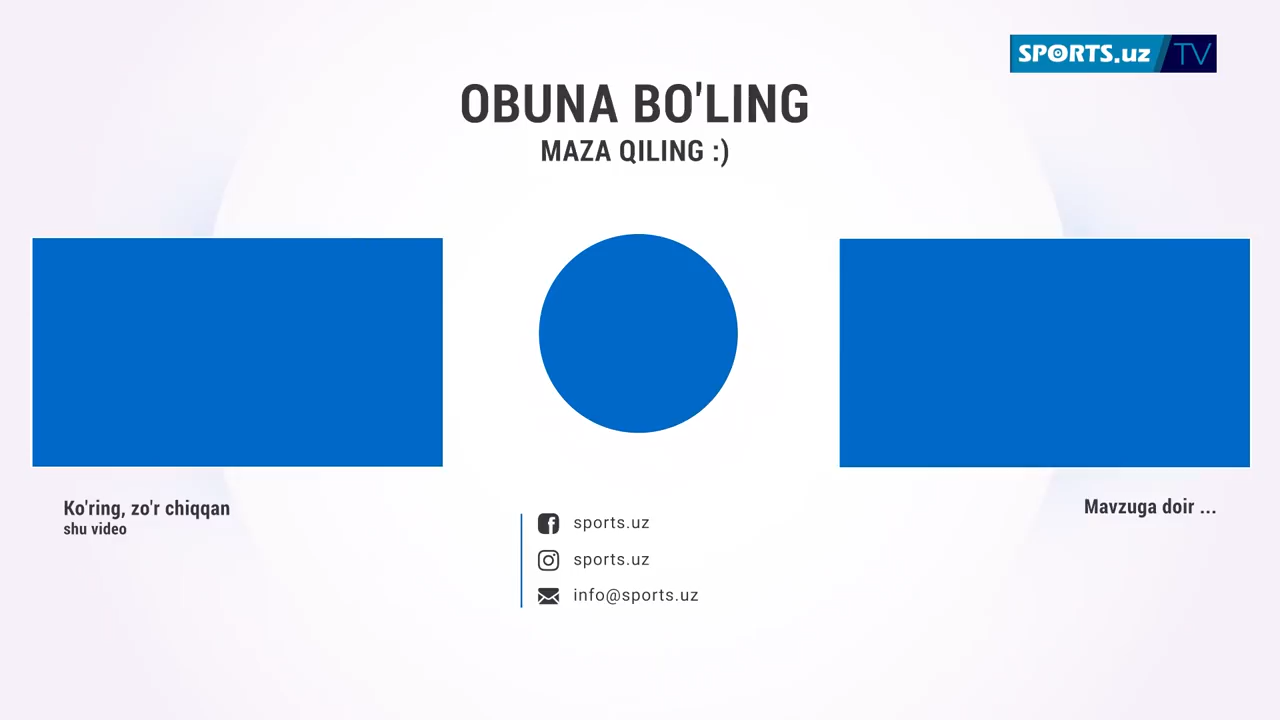 SPORTS.uz TV
OBUNA BO'LING
MAZA QILING :)
Ko'ring, zo'r chiqqan
shu video
Mavzuga doir ...
sports.uz
sports.uz
info@sports.uz